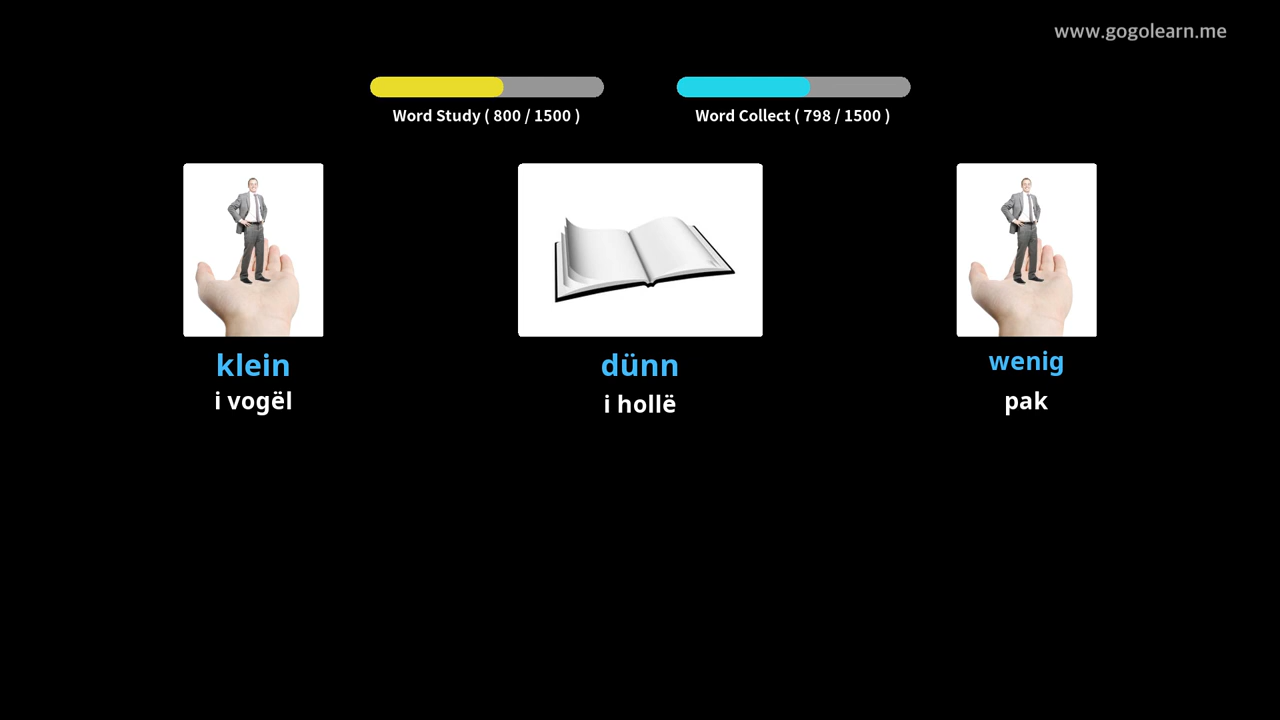 www.gogolearn.me
Word Study ( 800 / 1500 )
Word Collect ( 798 / 1500 )
klein
i vogël
dünn
i hollë
wenig
pak